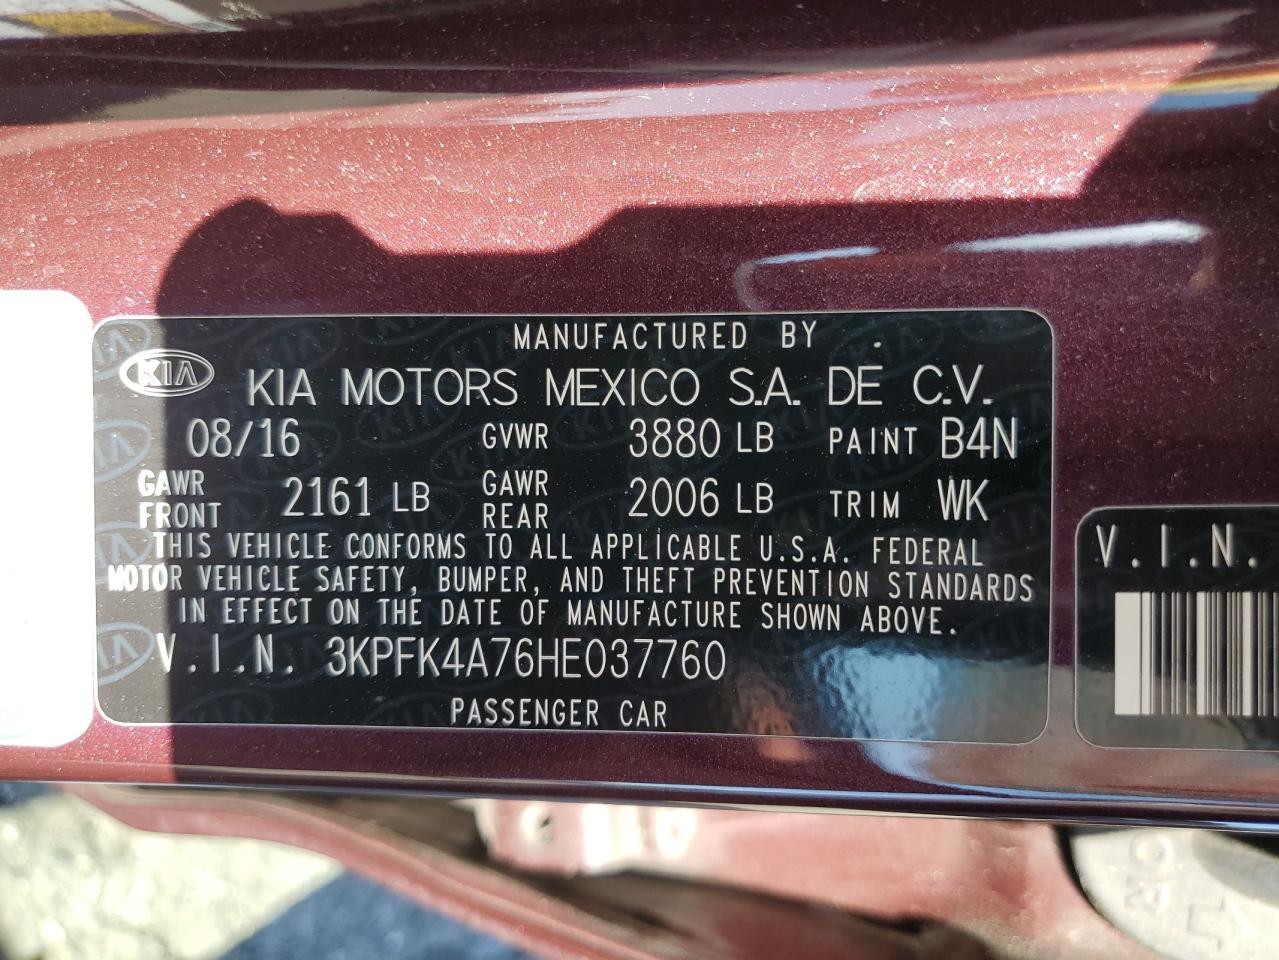 MANUFACTURED BY
KIA
KIA MOTORS MEXICO S.A. DE C.V.
08/16 GVWR 3880 LB PAINT B4N
GAWR FRONT 2161 LB GAWR REAR 2006 LB TRIM WK
THIS VEHICLE CONFORMS TO ALL APPLICABLE U.S.A. FEDERAL
MOTOR VEHICLE SAFETY, BUMPER, AND THEFT PREVENTION STANDARDS
IN EFFECT ON THE DATE OF MANUFACTURE SHOWN ABOVE.
V.I.N. 3KPFK4A76HE037760
PASSENGER CAR
V.I.N.